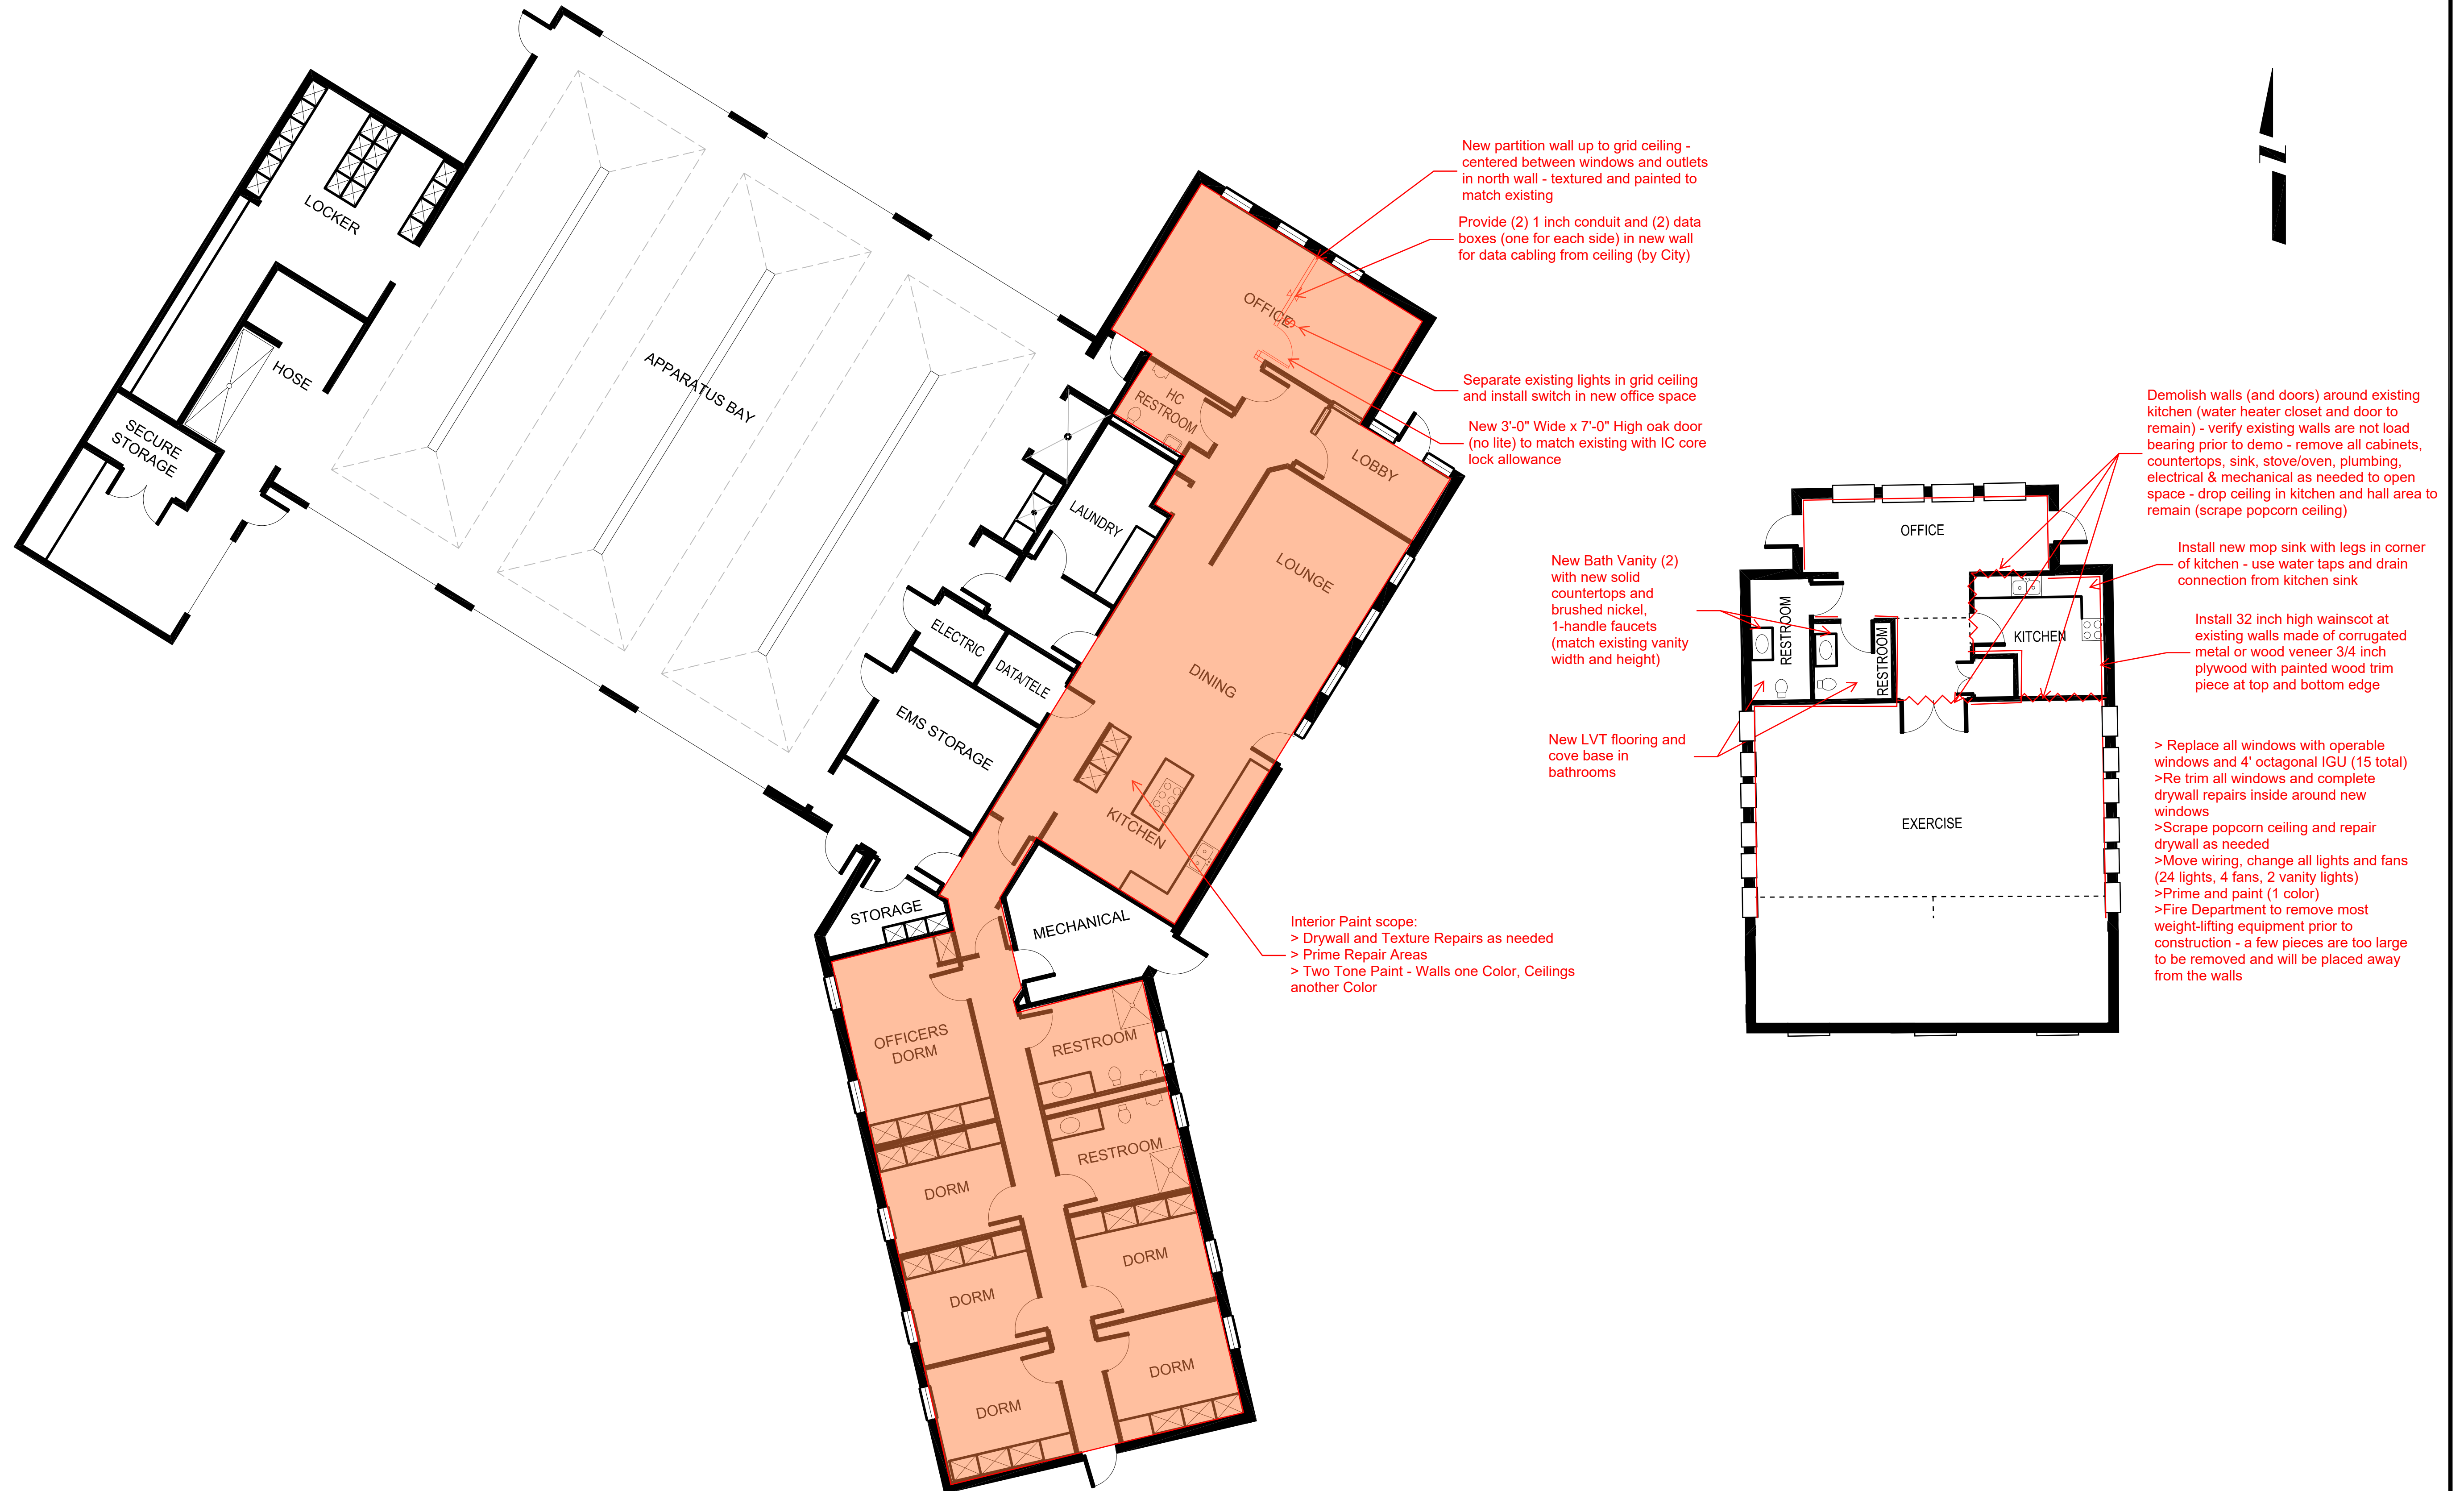 LOCKER
HOSE
SECURE
STORAGE
APPARATUS BAY
OFFICE
HC
RESTROOM
LOBBY
LAUNDRY
LOUNGE
ELECTRIC
DATA/TELE
DINING
EMS STORAGE
KITCHEN
STORAGE
MECHANICAL
OFFICERS
DORM
RESTROOM
RESTROOM
DORM
DORM
DORM
DORM
DORM
New partition wall up to grid ceiling -
centered between windows and outlets
in north wall - textured and painted to
match existing
Provide (2) 1 inch conduit and (2) data
boxes (one for each side) in new wall
for data cabling from ceiling (by City)
Separate existing lights in grid ceiling
and install switch in new office space
New 3'-0" Wide x 7'-0" High oak door
(no lite) to match existing with IC core
lock allowance
Interior Paint scope:
> Drywall and Texture Repairs as needed
> Prime Repair Areas
> Two Tone Paint - Walls one Color, Ceilings
another Color
New Bath Vanity (2)
with new solid
countertops and
brushed nickel,
1-handle faucets
(match existing vanity
width and height)
New LVT flooring and
cove base in
bathrooms
OFFICE
RESTROOM
RESTROOM
KITCHEN
EXERCISE
Demolish walls (and doors) around existing
kitchen (water heater closet and door to
remain) - verify existing walls are not load
bearing prior to demo - remove all cabinets,
countertops, sink, stove/oven, plumbing,
electrical & mechanical as needed to open
space - drop ceiling in kitchen and hall area to
remain (scrape popcorn ceiling)
Install new mop sink with legs in corner
of kitchen - use water taps and drain
connection from kitchen sink
Install 32 inch high wainscot at
existing walls made of corrugated
metal or wood veneer 3/4 inch
plywood with painted wood trim
piece at top and bottom edge
> Replace all windows with operable
windows and 4' octagonal IGU (15 total)
>Re trim all windows and complete
drywall repairs inside around new
windows
>Scrape popcorn ceiling and repair
drywall as needed
>Move wiring, change all lights and fans
(24 lights, 4 fans, 2 vanity lights)
>Prime and paint (1 color)
>Fire Department to remove most
weight-lifting equipment prior to
construction - a few pieces are too large
to be removed and will be placed away
from the walls